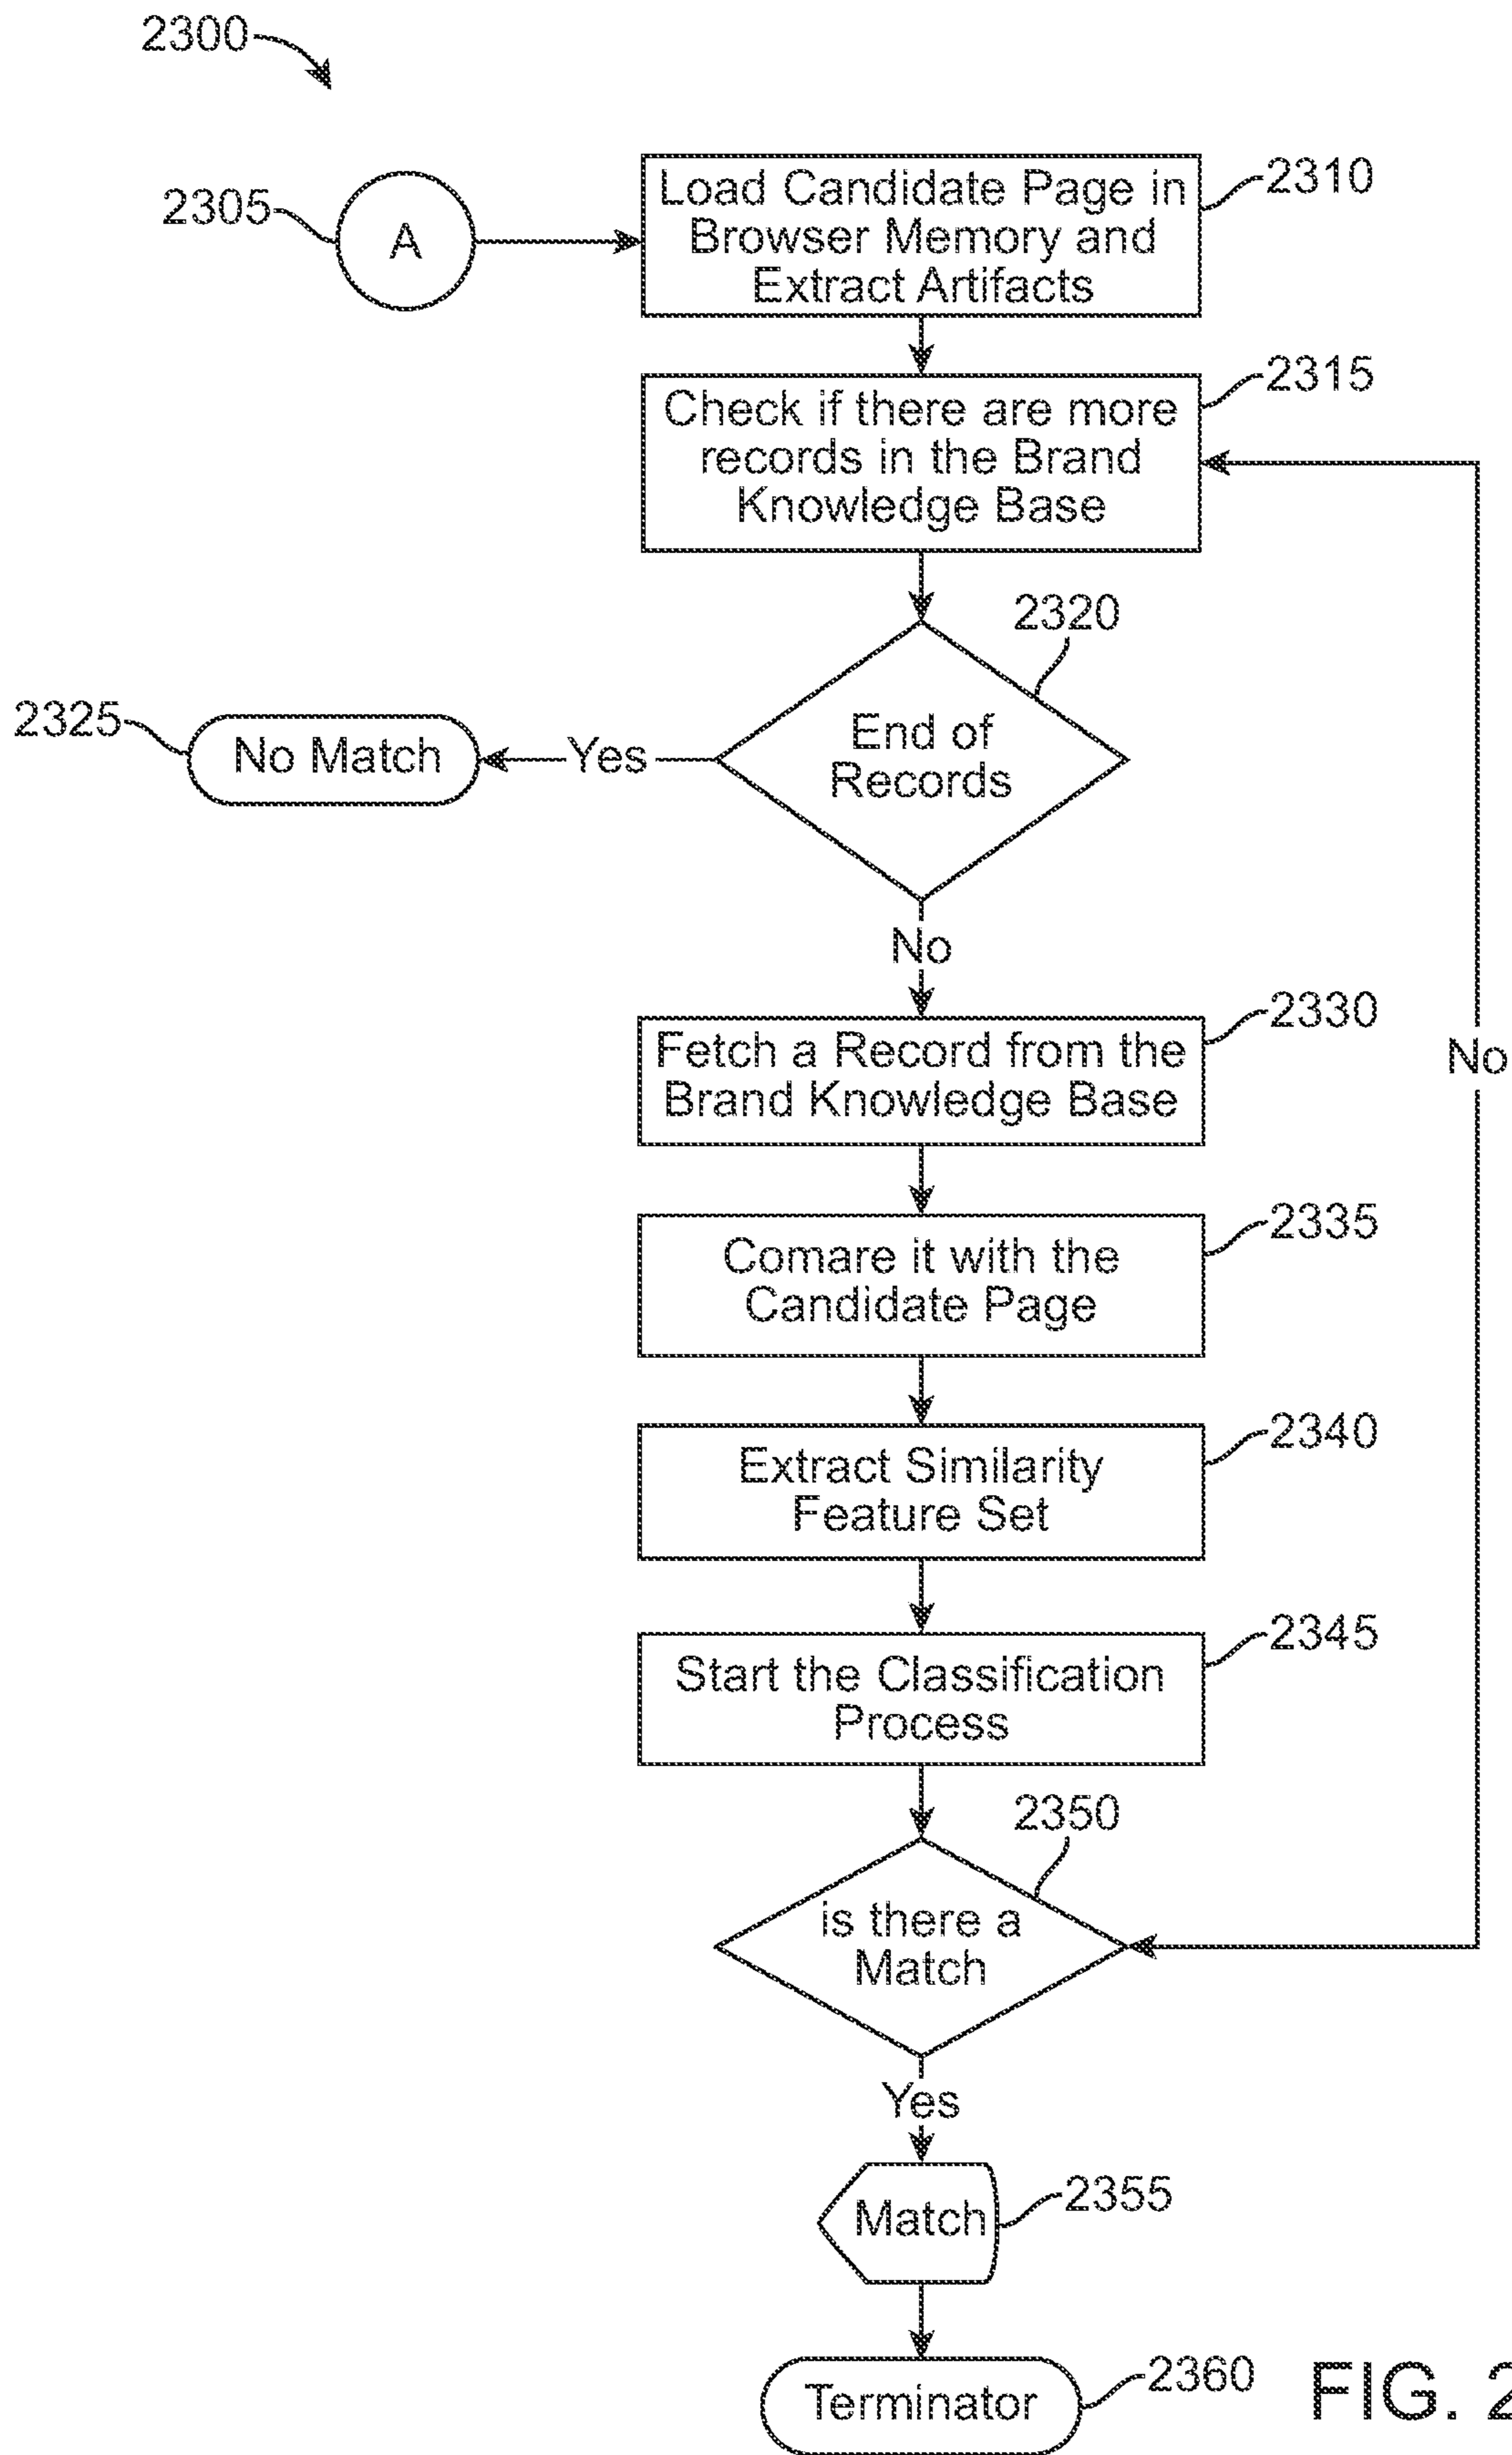 2300
2305
A
Load Candidate Page in
Browser Memory and
Extract Artifacts
2310
Check if there are more
records in the Brand
Knowledge Base
2315
2320
End of
Records
Yes
No Match
2325
No
Fetch a Record from the
Brand Knowledge Base
2330
No
Comare it with the
Candidate Page
2335
Extract Similarity
Feature Set
2340
Start the Classification
Process
2345
2350
is there a
Match
Yes
Match
2355
Terminator
2360
FIG. 2